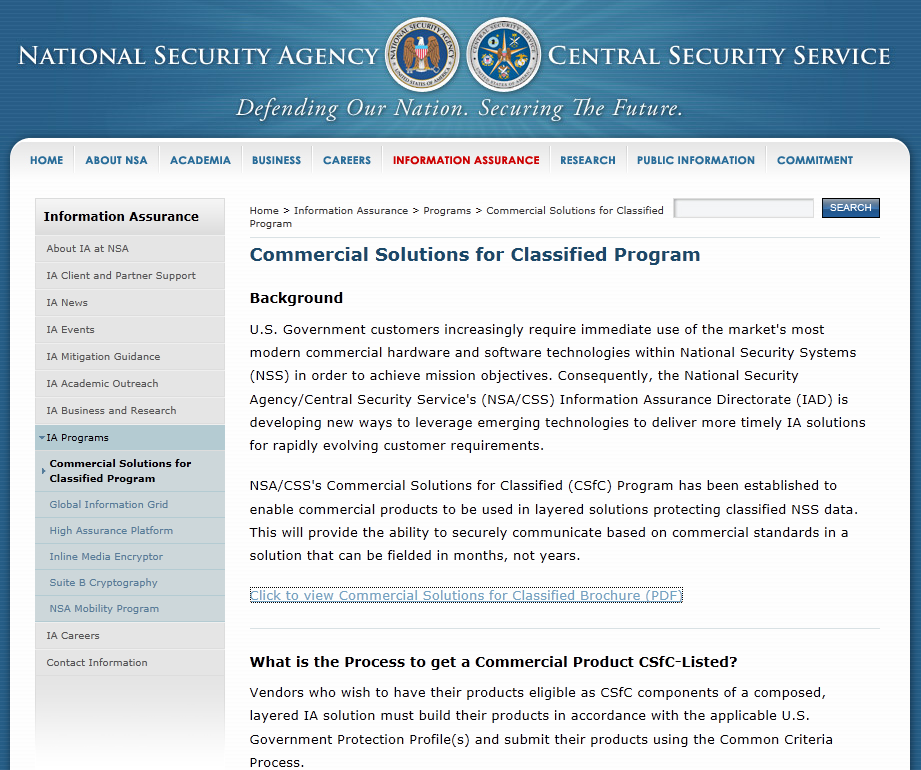 NATIONAL SECURITY AGENCY CENTRAL SECURITY SERVICE
Defending Our Nation. Securing The Future.
HOME ABOUT NSA ACADEMIA BUSINESS CAREERS INFORMATION ASSURANCE RESEARCH PUBLIC INFORMATION COMMITMENT
Information Assurance
About IA at NSA
IA Client and Partner Support
IA News
IA Events
IA Mitigation Guidance
IA Academic Outreach
IA Business and Research
IA Programs
Commercial Solutions for
Classified Program
Global Information Grid
High Assurance Platform
Inline Media Encryptor
Suite B Cryptography
NSA Mobility Program
IA Careers
Contact Information
Home > Information Assurance > Programs > Commercial Solutions for Classified
Program
SEARCH
Commercial Solutions for Classified Program
Background
U.S. Government customers increasingly require immediate use of the market's most
modern commercial hardware and software technologies within National Security Systems
(NSS) in order to achieve mission objectives. Consequently, the National Security
Agency/Central Security Service's (NSA/CSS) Information Assurance Directorate (IAD) is
developing new ways to leverage emerging technologies to deliver more timely IA solutions
for rapidly evolving customer requirements.
NSA/CSS's Commercial Solutions for Classified (CSfC) Program has been established to
enable commercial products to be used in layered solutions protecting classified NSS data.
This will provide the ability to securely communicate based on commercial standards in a
solution that can be fielded in months, not years.
Click to view Commercial Solutions for Classified Brochure (PDF)
What is the Process to get a Commercial Product CSfC-Listed?
Vendors who wish to have their products eligible as CSfC components of a composed,
layered IA solution must build their products in accordance with the applicable U.S.
Government Protection Profile(s) and submit their products using the Common Criteria
Process.